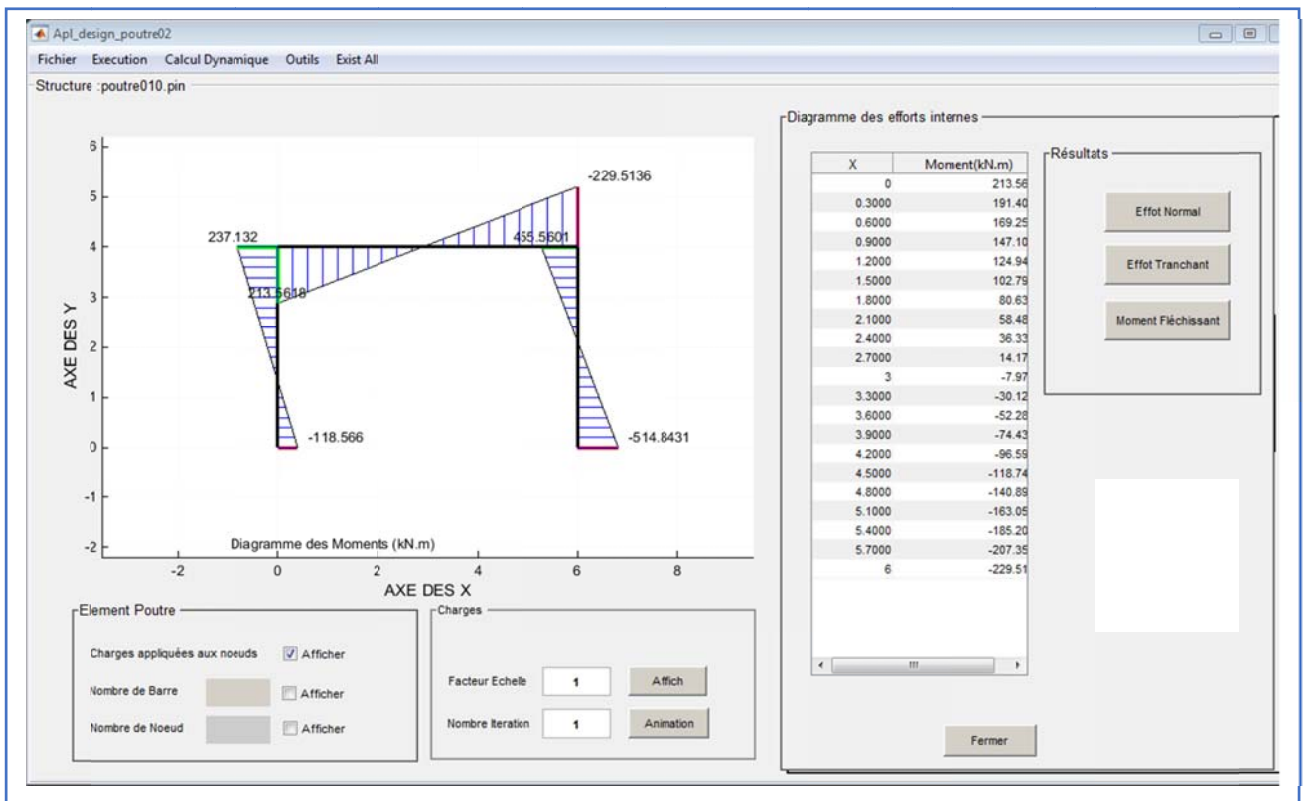 Apl_design_poutre02
Fichier Execution Calcul Dynamique Outils Exist All
Structure :poutre010.pin
6
5
4
3
2
1
0
-1
-2
AXE DES Y
-229.5136
237.132
455.5601
213.5618
-118.566
-514.8431
Diagramme des Moments (kN.m)
-2 0 2 4 6 8
AXE DES X
Element Poutre
Charges appliquées aux noeuds Afficher
Nombre de Barre Afficher
Nombre de Noeud Afficher
Charges
Facteur Echelle 1 Affich
Nombre Iteration 1 Animation
Diagramme des efforts internes
X Moment(kN.m)
0 213.56
0.3000 191.40
0.6000 169.25
0.9000 147.10
1.2000 124.94
1.5000 102.79
1.8000 80.63
2.1000 58.48
2.4000 36.33
2.7000 14.17
3 -7.97
3.3000 -30.12
3.6000 -52.28
3.9000 -74.43
4.2000 -96.59
4.5000 -118.74
4.8000 -140.89
5.1000 -163.05
5.4000 -185.20
5.7000 -207.35
6 -229.51
Résultats
Effot Normal
Effot Tranchant
Moment Fléchissant
Fermer